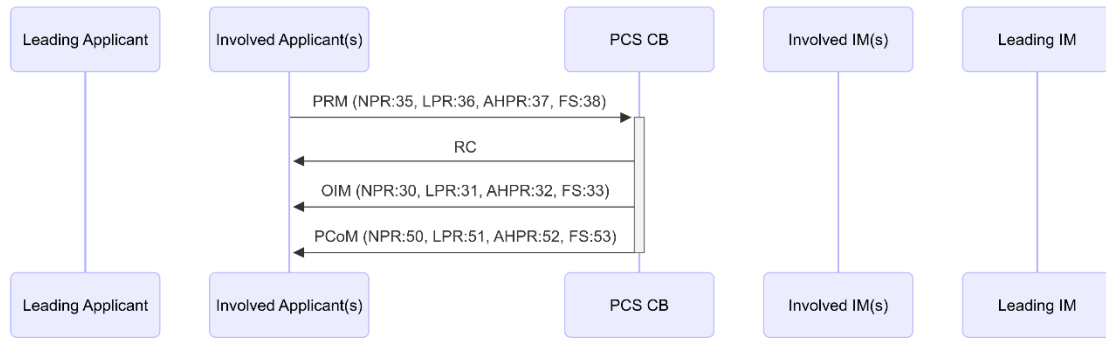 Leading Applicant
Involved Applicant(s)
PCS CB
Involved IM(s)
Leading IM
PRM (NPR:35, LPR:36, AHPR:37, FS:38)
RC
OIM (NPR:30, LPR:31, AHPR:32, FS:33)
PCoM (NPR:50, LPR:51, AHPR:52, FS:53)
Leading Applicant
Involved Applicant(s)
PCS CB
Involved IM(s)
Leading IM